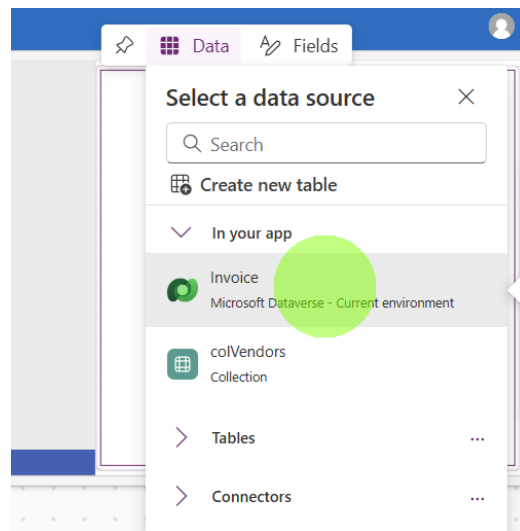 Data Fields
Select a data source
Search
Create new table
In your app
Invoice
Microsoft Dataverse - Current environment
colVendors
Collection
Tables
Connectors